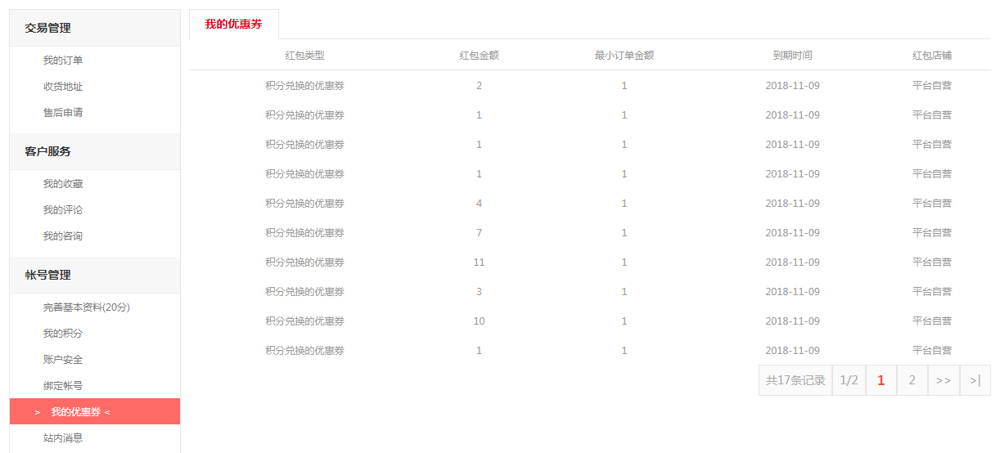 交易管理
我的订单
收货地址
售后申请
客户服务
我的收藏
我的评论
我的咨询
帐号管理
完善基本资料(20分)
我的积分
账户安全
绑定帐号
> 我的优惠券 <
站内消息
我的优惠券
红包类型 红包金额 最小订单金额 到期时间 红包店铺
积分兑换的优惠券 2 1 2018-11-09 平台自营
积分兑换的优惠券 1 1 2018-11-09 平台自营
积分兑换的优惠券 1 1 2018-11-09 平台自营
积分兑换的优惠券 1 1 2018-11-09 平台自营
积分兑换的优惠券 4 1 2018-11-09 平台自营
积分兑换的优惠券 7 1 2018-11-09 平台自营
积分兑换的优惠券 11 1 2018-11-09 平台自营
积分兑换的优惠券 3 1 2018-11-09 平台自营
积分兑换的优惠券 10 1 2018-11-09 平台自营
积分兑换的优惠券 1 1 2018-11-09 平台自营
共17条记录 1/2 1 2 >> >|